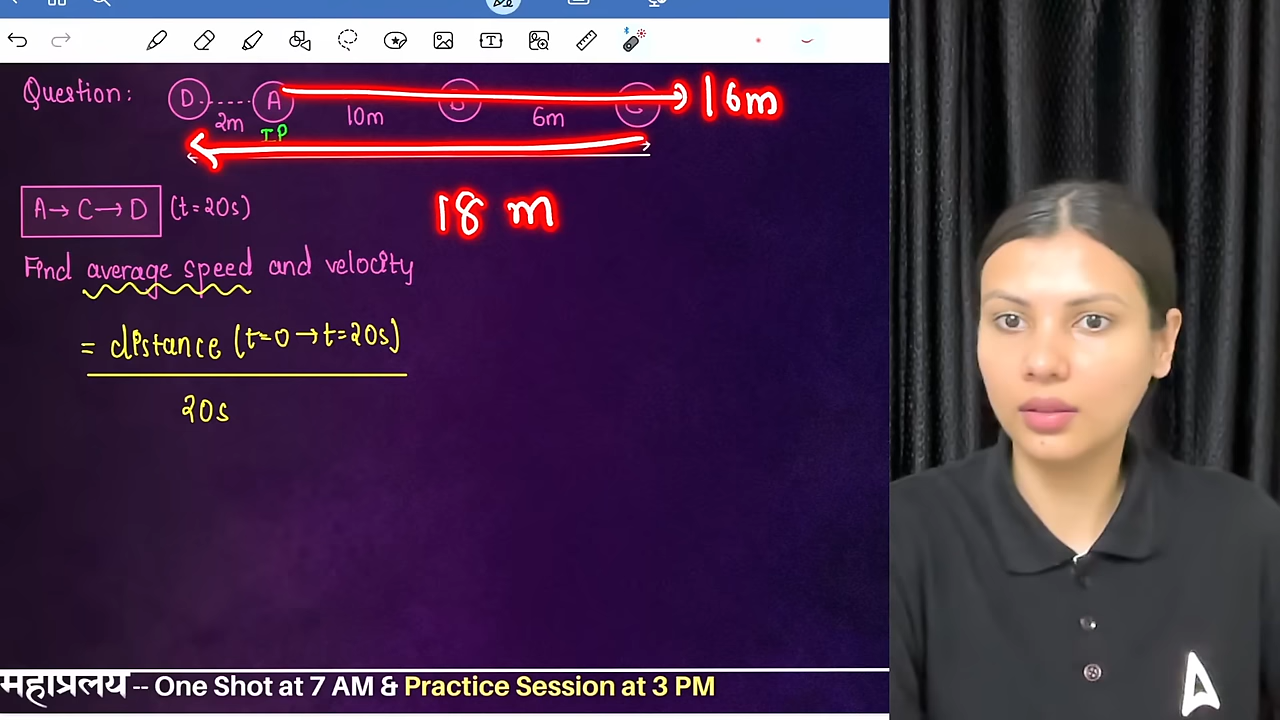 Question: D 2m A 10m B 6m C 16m
IP
18 m
A→ C→ D (t=20s)
Find average speed and velocity
= distance (t=0→t=20s)
20s
महाप्रलय -- One Shot at 7 AM & Practice Session at 3 PM